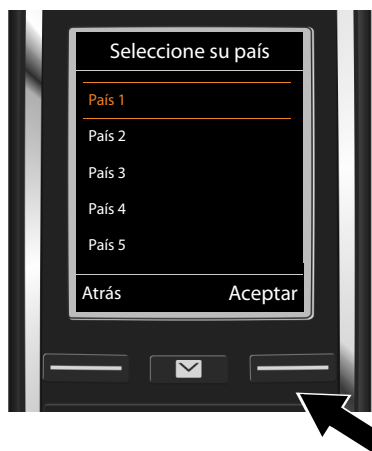 Seleccione su país
País 1
País 2
País 3
País 4
País 5
Atrás Aceptar